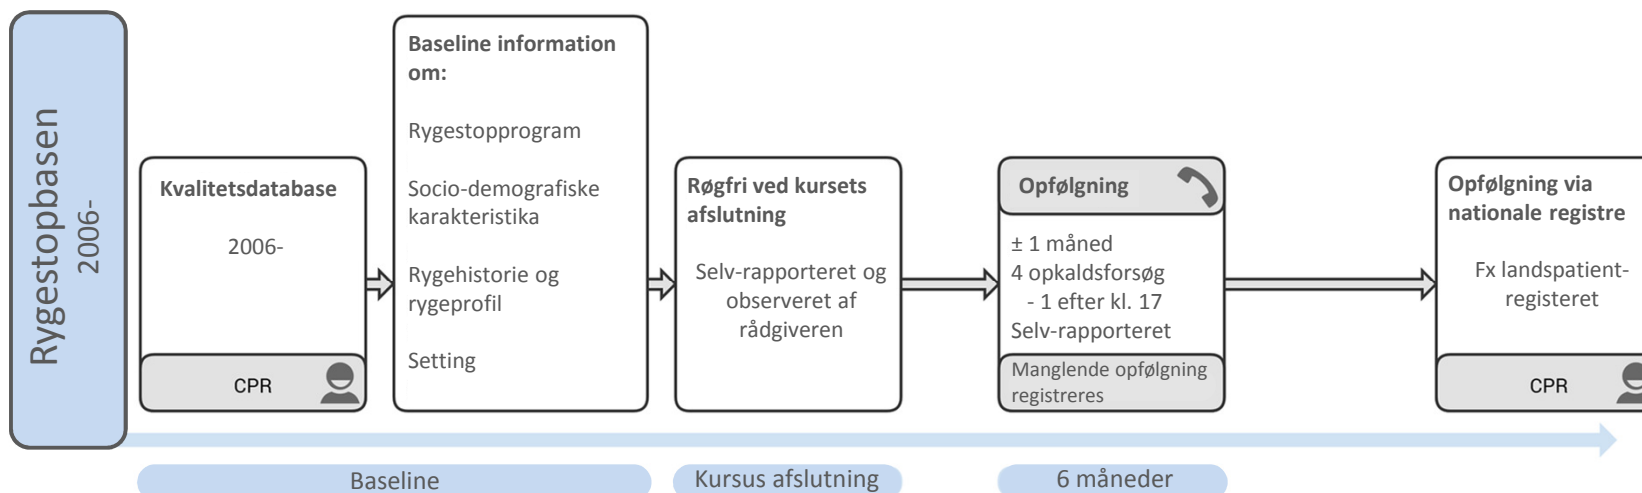 Rygestopbasen
2006-
Kvalitetsdatabase
2006-
CPR
Baseline information
om:
Rygestopprogram
Socio-demografiske
karakteristika
Rygehistorie og
rygeprofil
Setting
Røgfri ved kursets
afslutning
Selv-rapporteret og
observeret af
rådgiveren
Opfølgning
± 1 måned
4 opkaldsforsøg
- 1 efter kl. 17
Selv-rapporteret
Manglende opfølgning
registreres
Opfølgning via
nationale registre
Fx landspatient-
registeret
CPR
Baseline
Kursus afslutning
6 måneder